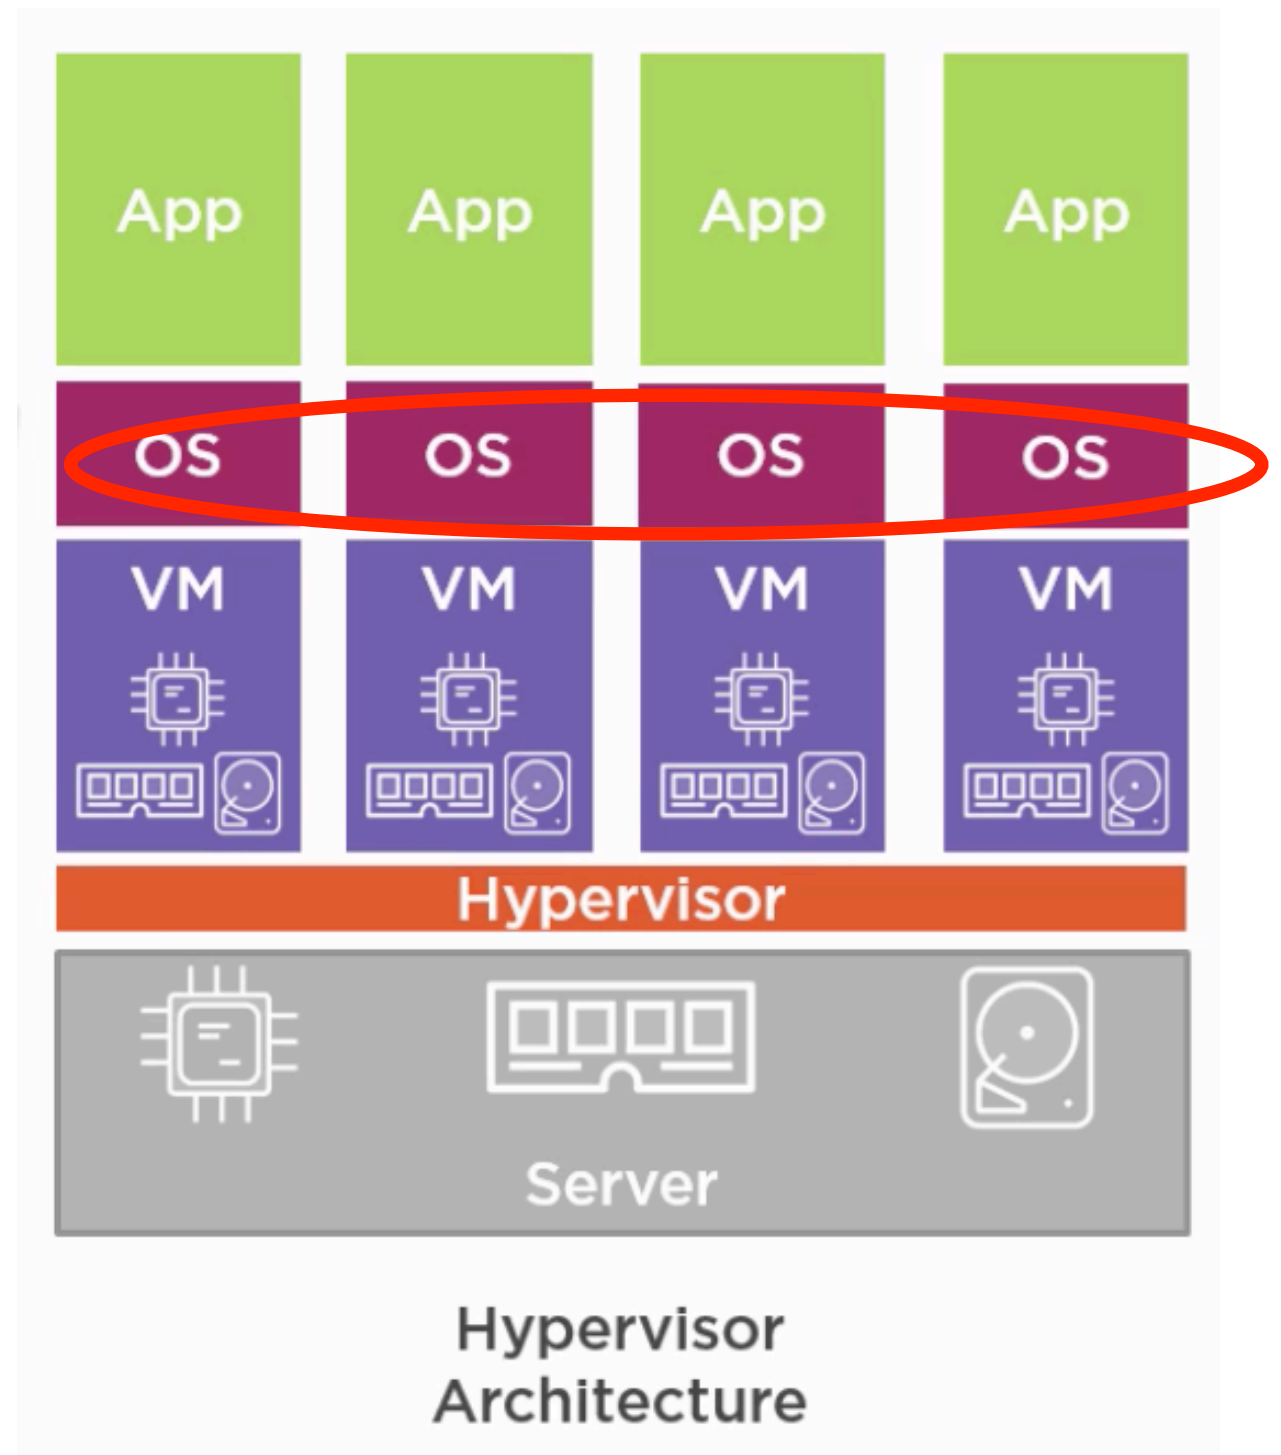 App App App App
OS OS OS OS
VM VM VM VM
Hypervisor
Server
Hypervisor
Architecture